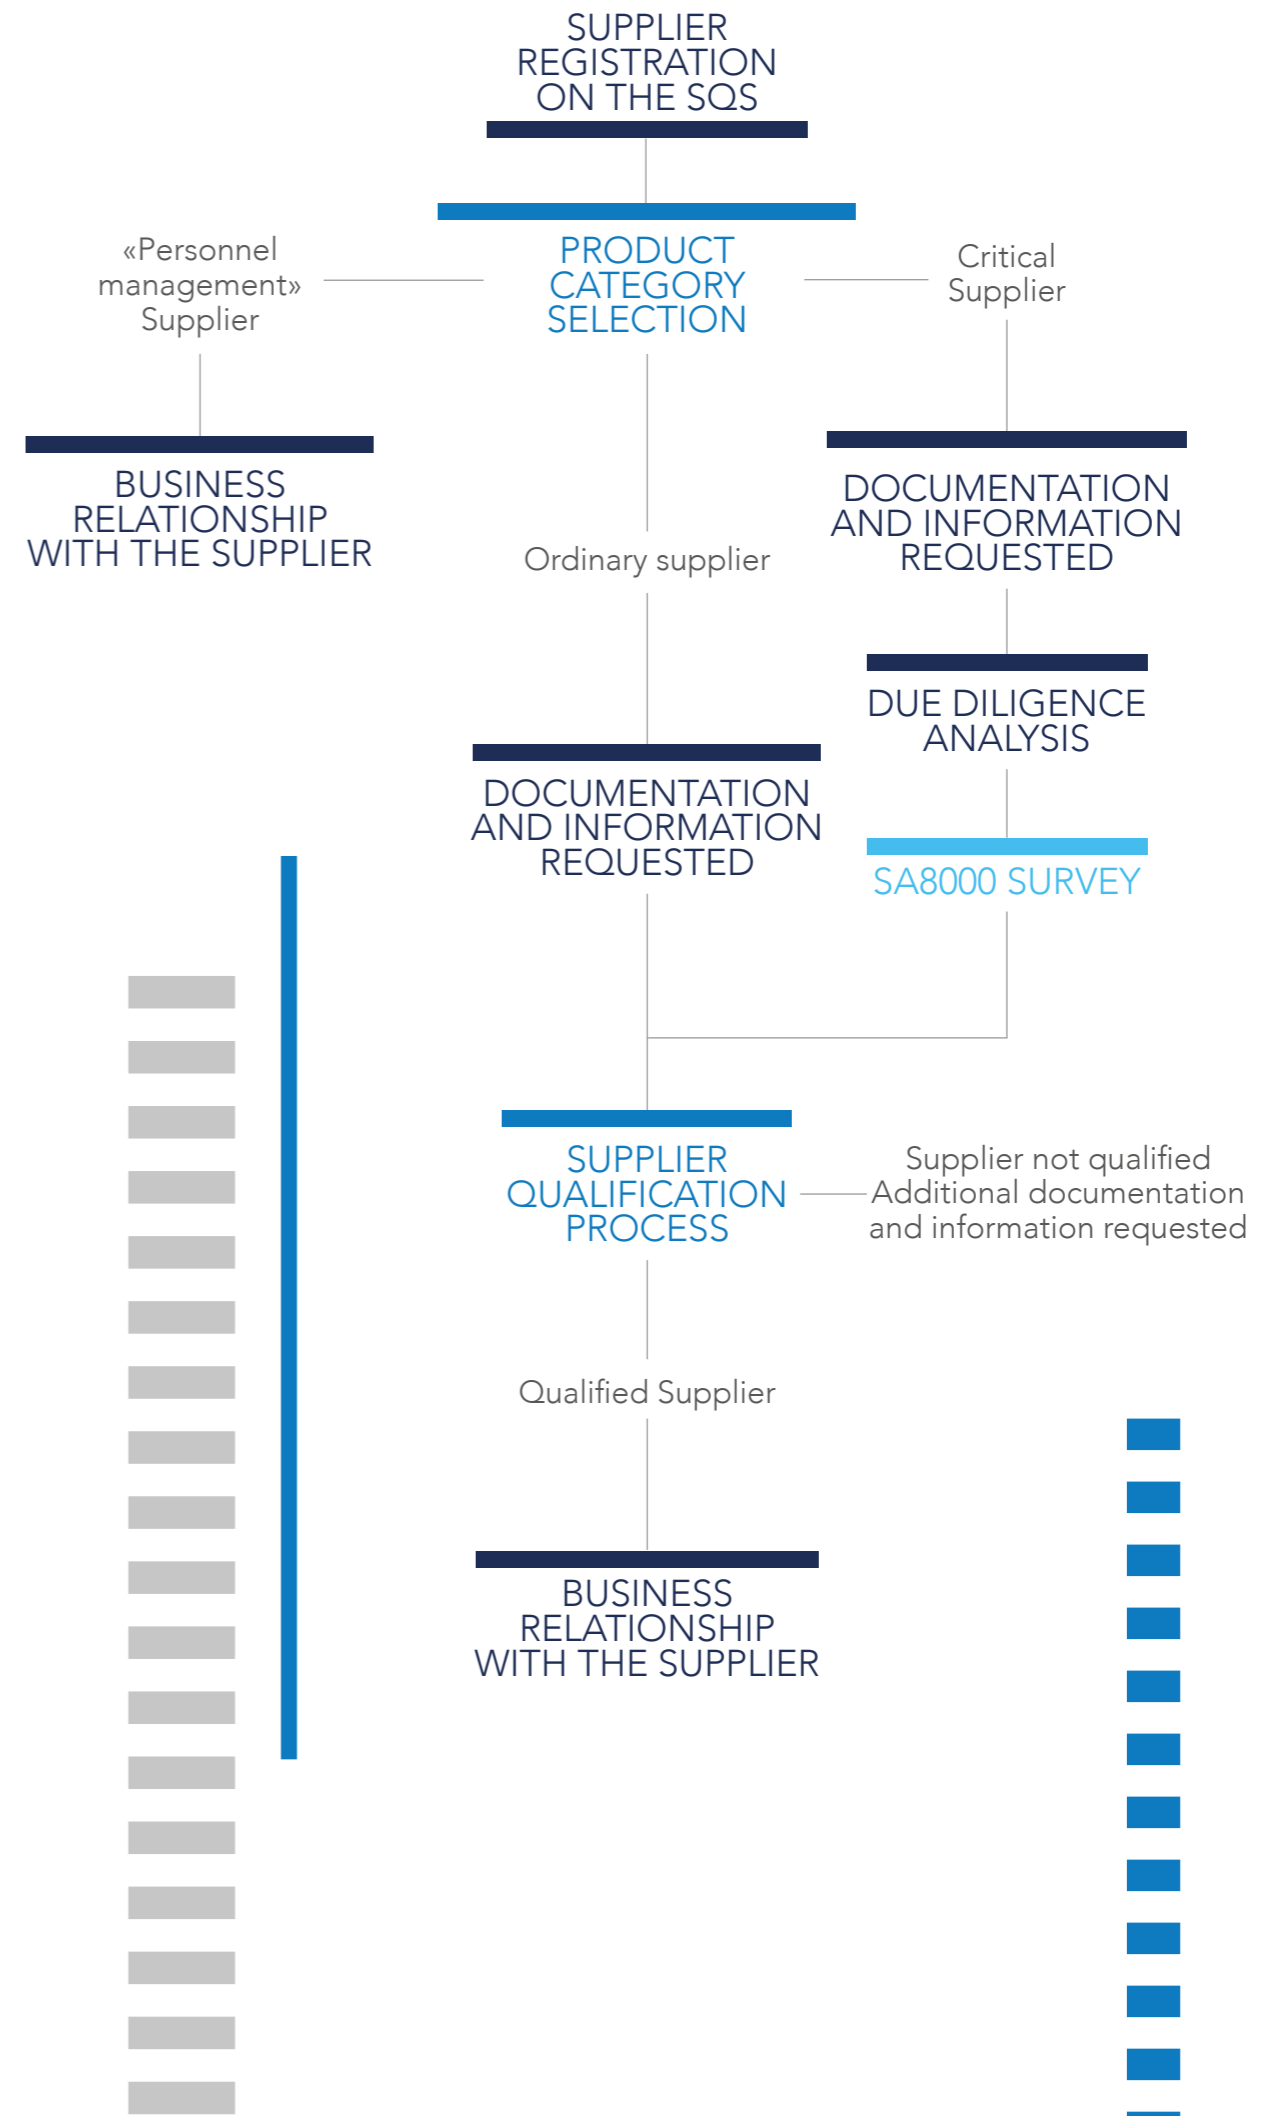 SUPPLIER
REGISTRATION
ON THE SQS
«Personnel
management»
Supplier
PRODUCT
CATEGORY
SELECTION
Critical
Supplier
BUSINESS
RELATIONSHIP
WITH THE SUPPLIER
Ordinary supplier
DOCUMENTATION
AND INFORMATION
REQUESTED
DUE DILIGENCE
ANALYSIS
DOCUMENTATION
AND INFORMATION
REQUESTED
SA8000 SURVEY
SUPPLIER
QUALIFICATION
PROCESS
Supplier not qualified
Additional documentation
and information requested
Qualified Supplier
BUSINESS
RELATIONSHIP
WITH THE SUPPLIER